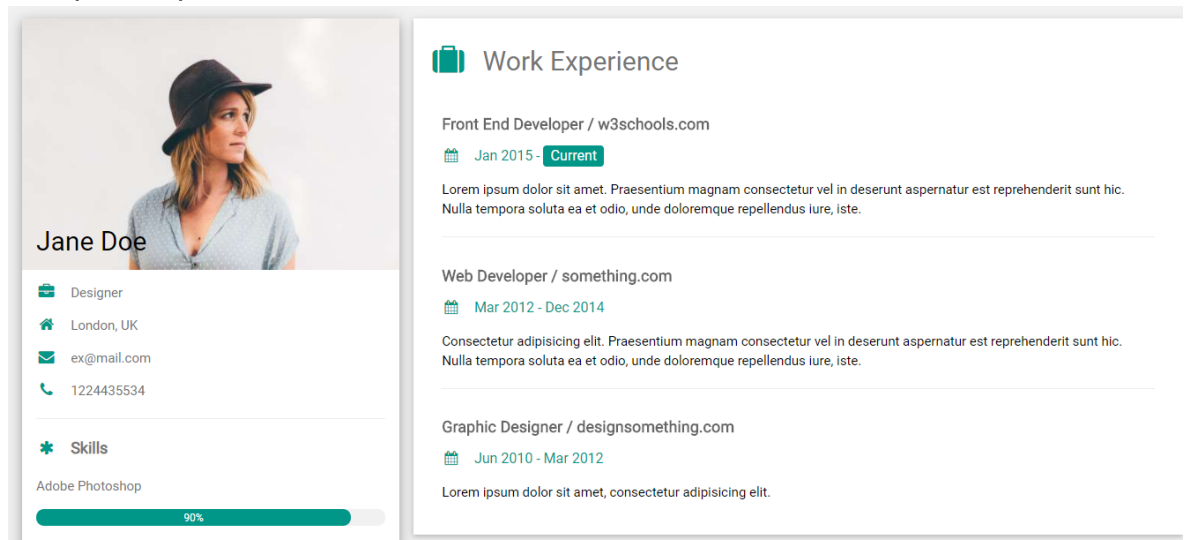 Jane Doe
Designer
London, UK
ex@mail.com
1224435534
Skills
Adobe Photoshop
90%
Work Experience
Front End Developer / w3schools.com
Jan 2015 - Current
Lorem ipsum dolor sit amet. Praesentium magnam consectetur vel in deserunt aspernatur est reprehenderit sunt hic.
Nulla tempora soluta ea et odio, unde doloremque repellendus iure, iste.
Web Developer / something.com
Mar 2012 - Dec 2014
Consectetur adipisicing elit. Praesentium magnam consectetur vel in deserunt aspernatur est reprehenderit sunt hic.
Nulla tempora soluta ea et odio, unde doloremque repellendus iure, iste.
Graphic Designer / designsomething.com
Jun 2010 - Mar 2012
Lorem ipsum dolor sit amet, consectetur adipisicing elit.